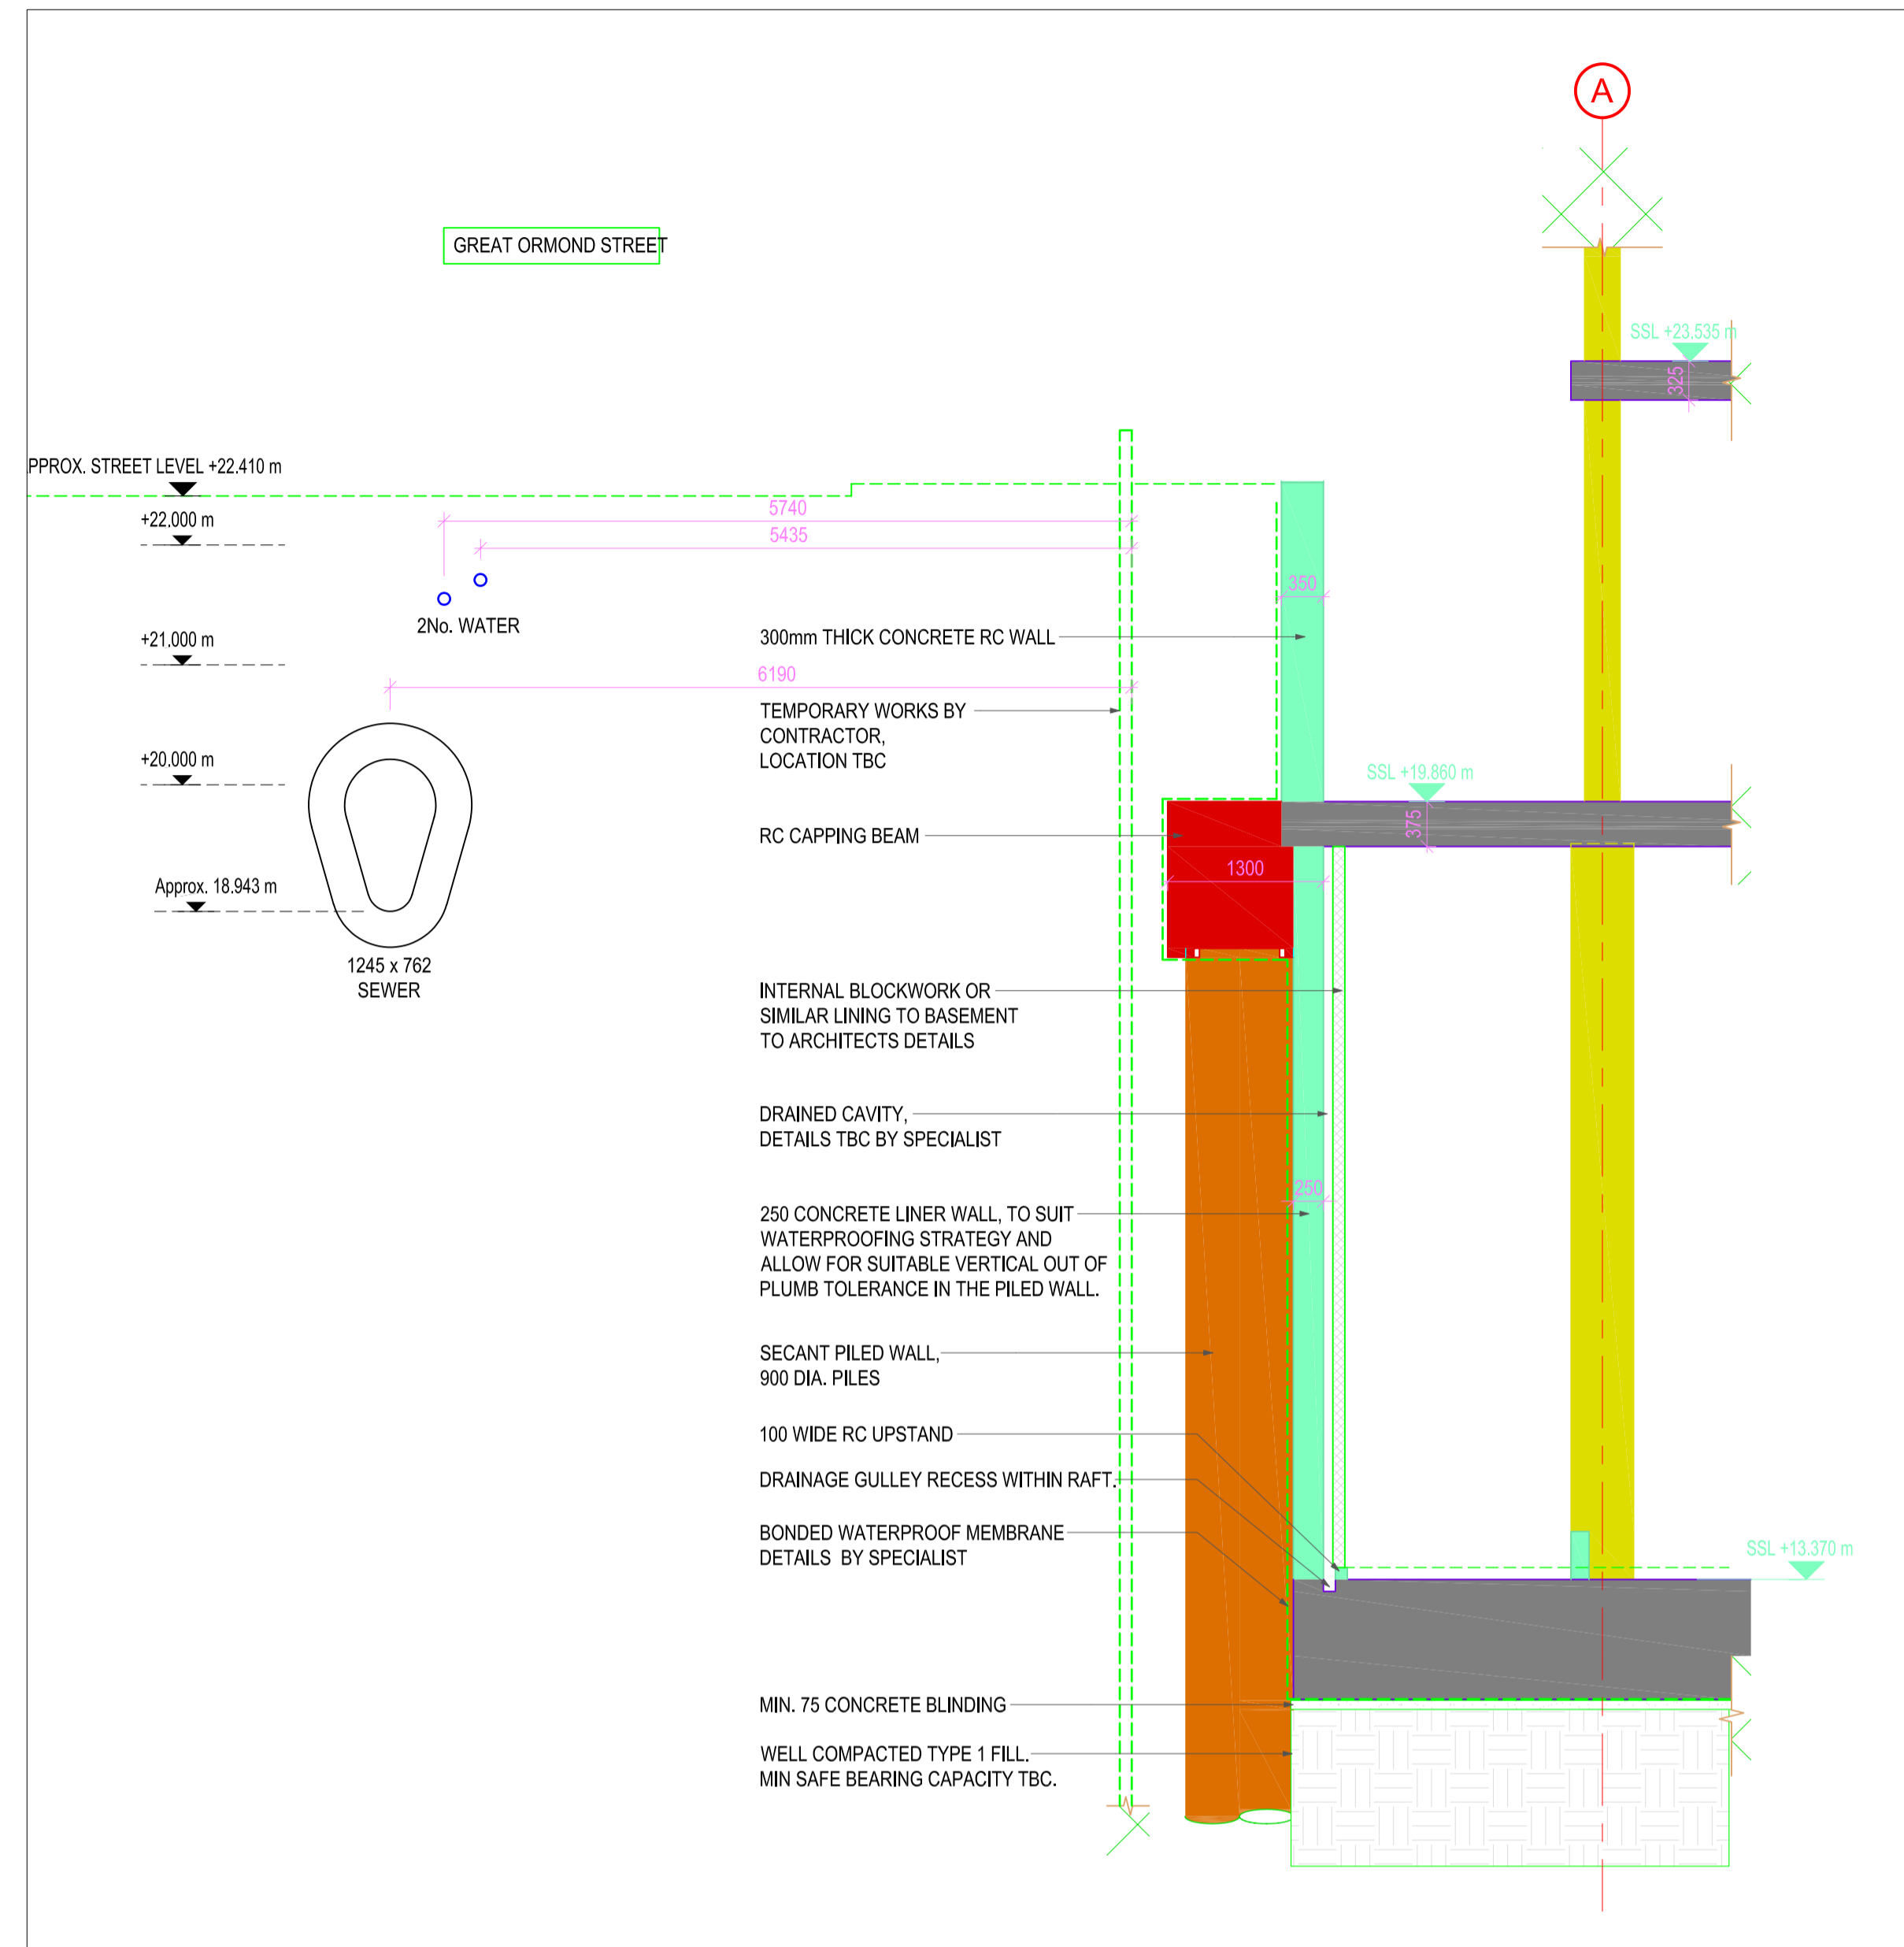 A
GREAT ORMOND STREET
SSL +23.535 m
325
PPROX. STREET LEVEL +22.410 m
+22.000 m
5740
5435
350
2No. WATER
+21.000 m
300mm THICK CONCRETE RC WALL
6190
TEMPORARY WORKS BY
CONTRACTOR,
LOCATION TBC
+20.000 m
SSL +19.860 m
375
RC CAPPING BEAM
1300
Approx. 18.943 m
1245 x 762
SEWER
INTERNAL BLOCKWORK OR
SIMILAR LINING TO BASEMENT
TO ARCHITECTS DETAILS
DRAINED CAVITY,
DETAILS TBC BY SPECIALIST
250
250 CONCRETE LINER WALL, TO SUIT
WATERPROOFING STRATEGY AND
ALLOW FOR SUITABLE VERTICAL OUT OF
PLUMB TOLERANCE IN THE PILED WALL.
SECANT PILED WALL,
900 DIA. PILES
100 WIDE RC UPSTAND
DRAINAGE GULLEY RECESS WITHIN RAFT.
BONDED WATERPROOF MEMBRANE
DETAILS BY SPECIALIST
SSL +13.370 m
MIN. 75 CONCRETE BLINDING
WELL COMPACTED TYPE 1 FILL.
MIN SAFE BEARING CAPACITY TBC.